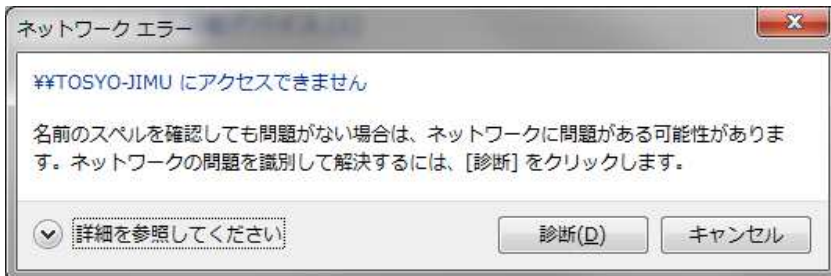 ネットワーク エラー
¥¥TOSYO-JIMU にアクセスできません
名前のスペルを確認しても問題がない場合は、ネットワークに問題がある可能性がありま
す。ネットワークの問題を識別して解決するには、[診断] をクリックします。
詳細を参照してください
診断(D)
キャンセル